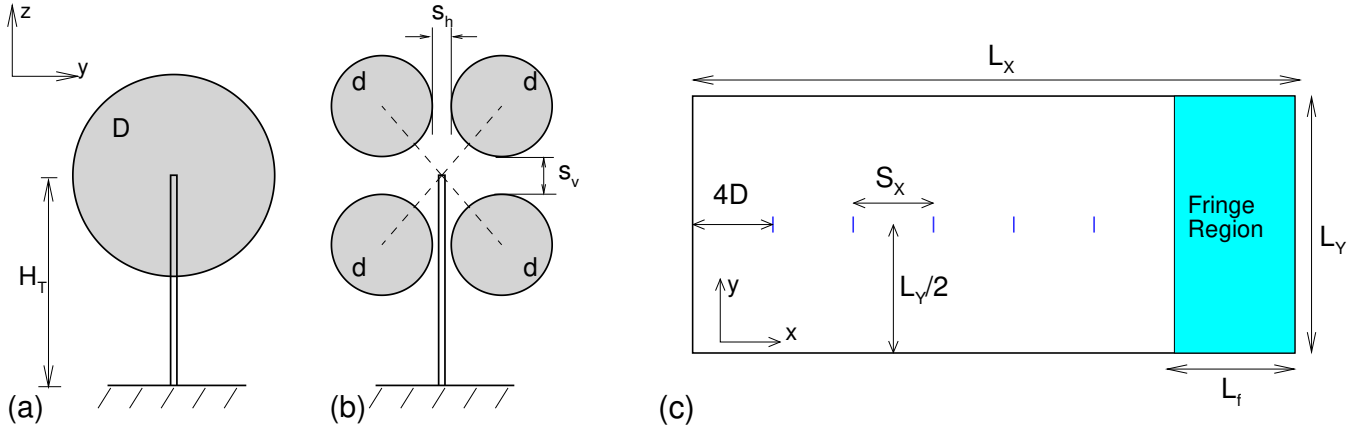 z
y
D
H_T
(a)
s_h
d
d
s_v
d
d
(b)
L_X
4D
S_X
Fringe
Region
L_Y
L_Y/2
y
x
L_f
(c)